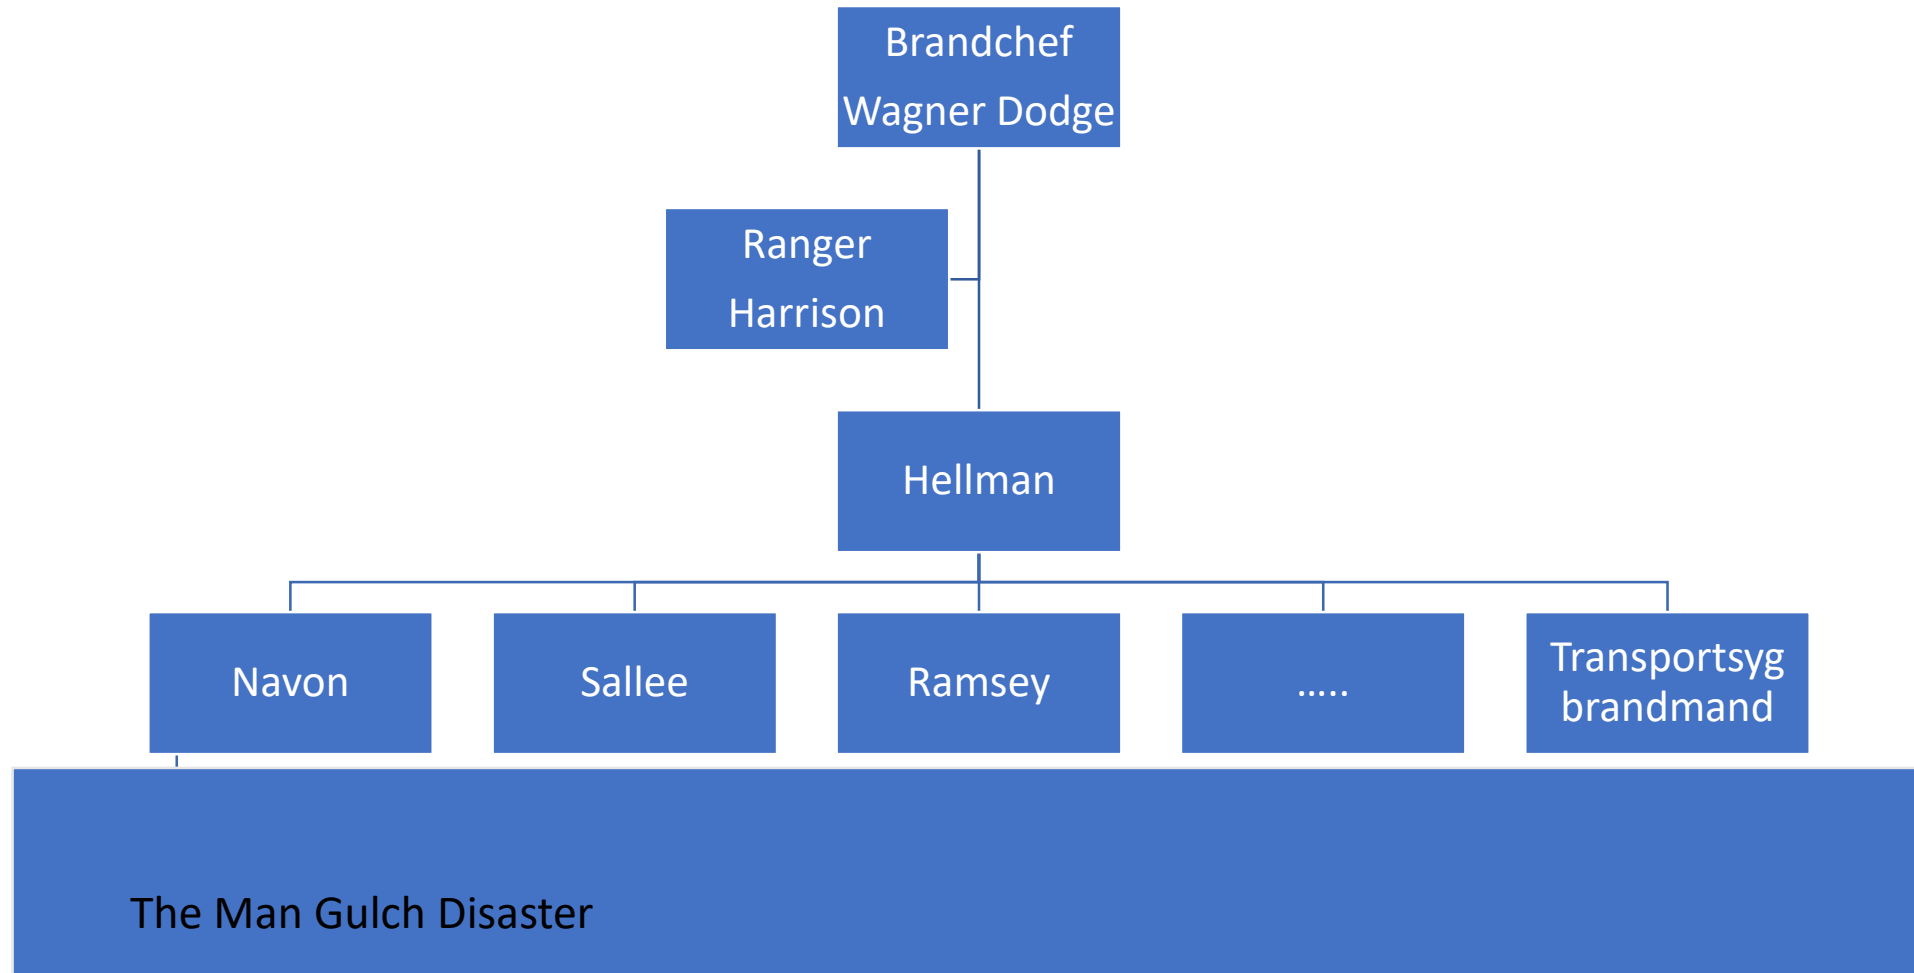 Brandchef
Wagner Dodge
Ranger
Harrison
Hellman
Navon
Sallee
Ramsey
.....
Transportsyg
brandmand
The Man Gulch Disaster